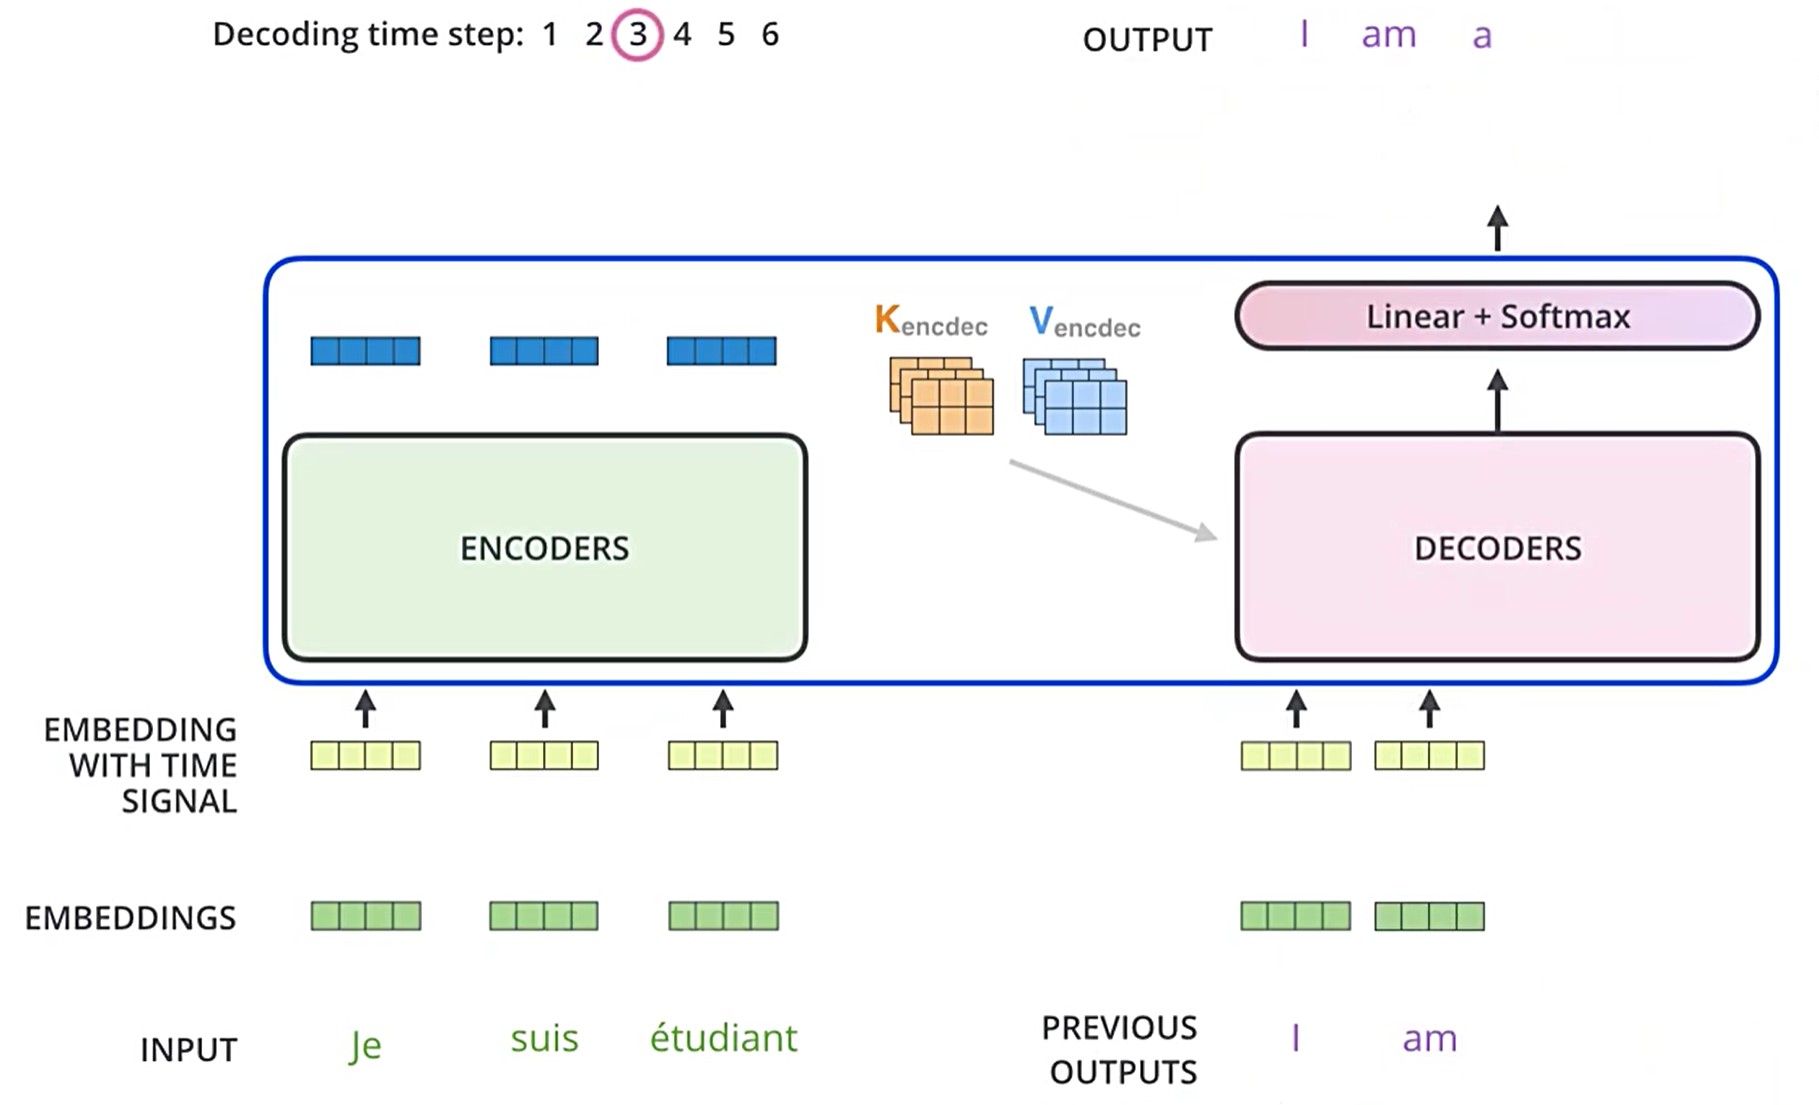 Decoding time step: 1 2 3 4 5 6
OUTPUT I am a
Kencdec Vencdec
Linear + Softmax
ENCODERS
DECODERS
EMBEDDING
WITH TIME
SIGNAL
EMBEDDINGS
INPUT Je suis étudiant
PREVIOUS
OUTPUTS
I am